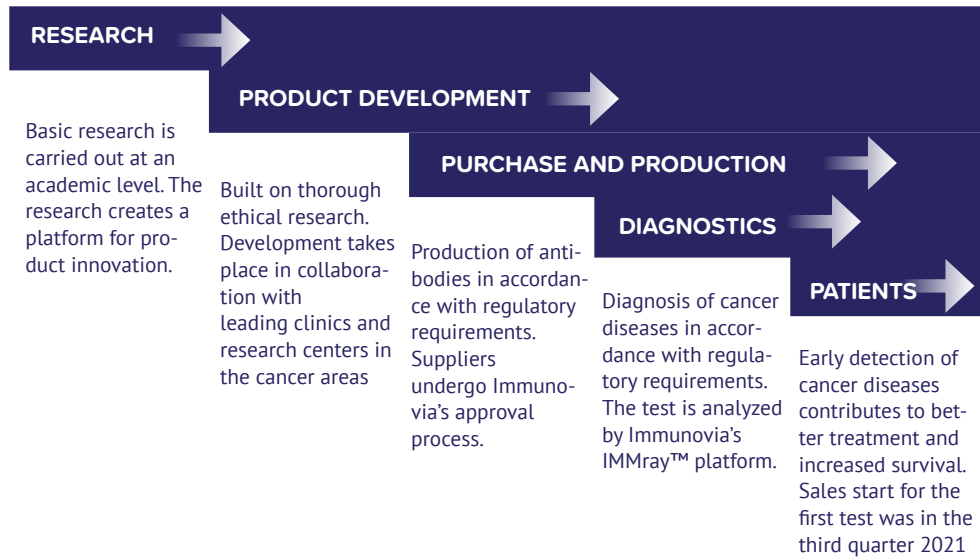 RESEARCH
Basic research is
carried out at an
academic level. The
research creates a
platform for pro-
duct innovation.
PRODUCT DEVELOPMENT
Built on thorough
ethical research.
Development takes
place in collabora-
tion with
leading clinics and
research centers in
the cancer areas
PURCHASE AND PRODUCTION
Production of anti-
bodies in accordan-
ce with regulatory
requirements.
Suppliers
undergo Immuno-
via's approval
process.
DIAGNOSTICS
Diagnosis of cancer
diseases in accor-
dance with regula-
tory requirements.
The test is analyzed
by Immunovia's
IMMray™ platform.
PATIENTS
Early detection of
cancer diseases
contributes to bet-
ter treatment and
increased survival.
Sales start for the
first test was in the
third quarter 2021